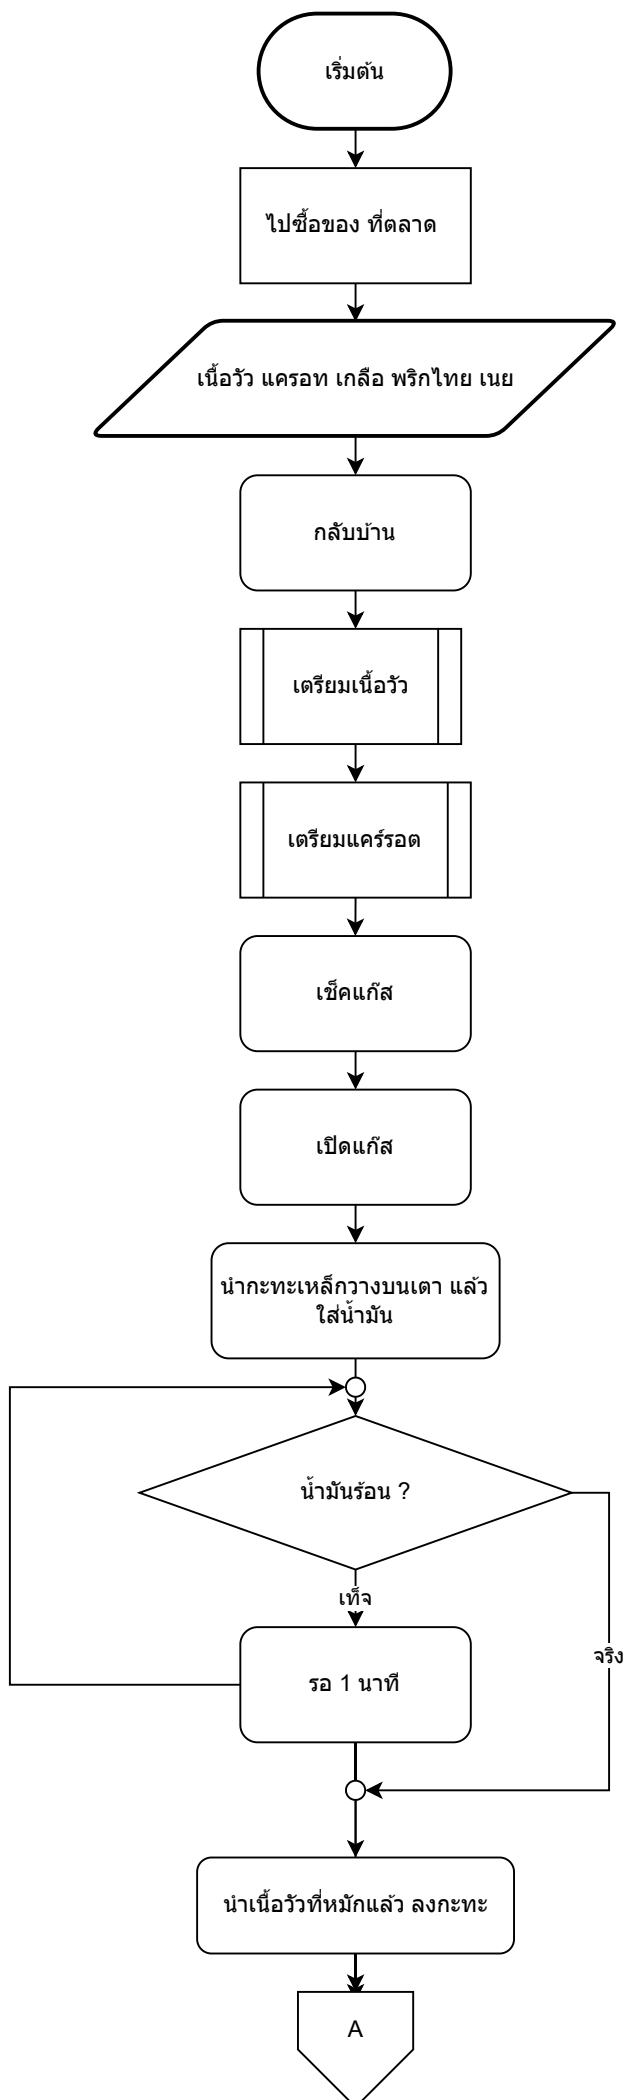 เริ่มต้น
ไปซื้อของ ที่ตลาด
เนื้อวัว แครอท เกลือ พริกไทย เนย
กลับบ้าน
เตรียมเนื้อวัว
เตรียมแคร์รอต
เช็คแก๊ส
เปิดแก๊ส
นำกะทะเหล็กวางบนเตา แล้ว
ใส่น้ำมัน
น้ำมันร้อน ?
เท็จ
จริง
รอ 1 นาที
นำเนื้อวัวที่หมักแล้ว ลงกะทะ
A